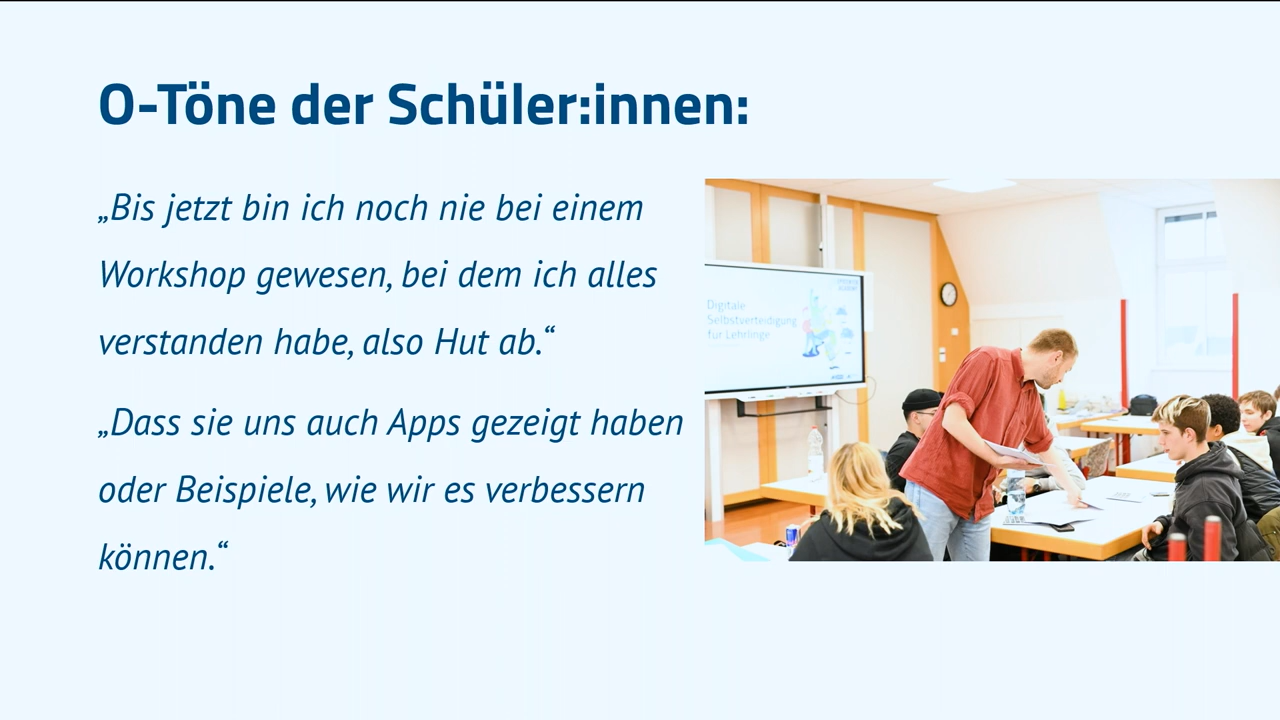 O-Töne der Schüler:innen:
„Bis jetzt bin ich noch nie bei einem
Workshop gewesen, bei dem ich alles
verstanden habe, also Hut ab.“
„Dass sie uns auch Apps gezeigt haben
oder Beispiele, wie wir es verbessern
können.“
Digitale
Selbstverteidigung
für Lehrlinge